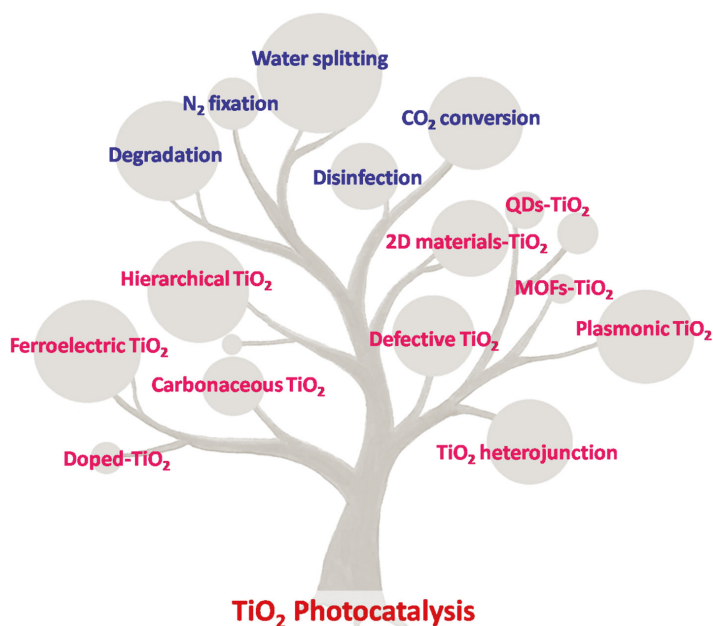 Water splitting
N₂ fixation
CO₂ conversion
Degradation
Disinfection
QDs-TiO₂
2D materials-TiO₂
Hierarchical TiO₂
MOFs-TiO₂
Plasmonic TiO₂
Ferroelectric TiO₂
Defective TiO₂
Carbonaceous TiO₂
Doped-TiO₂
TiO₂ heterojunction
TiO₂ Photocatalysis